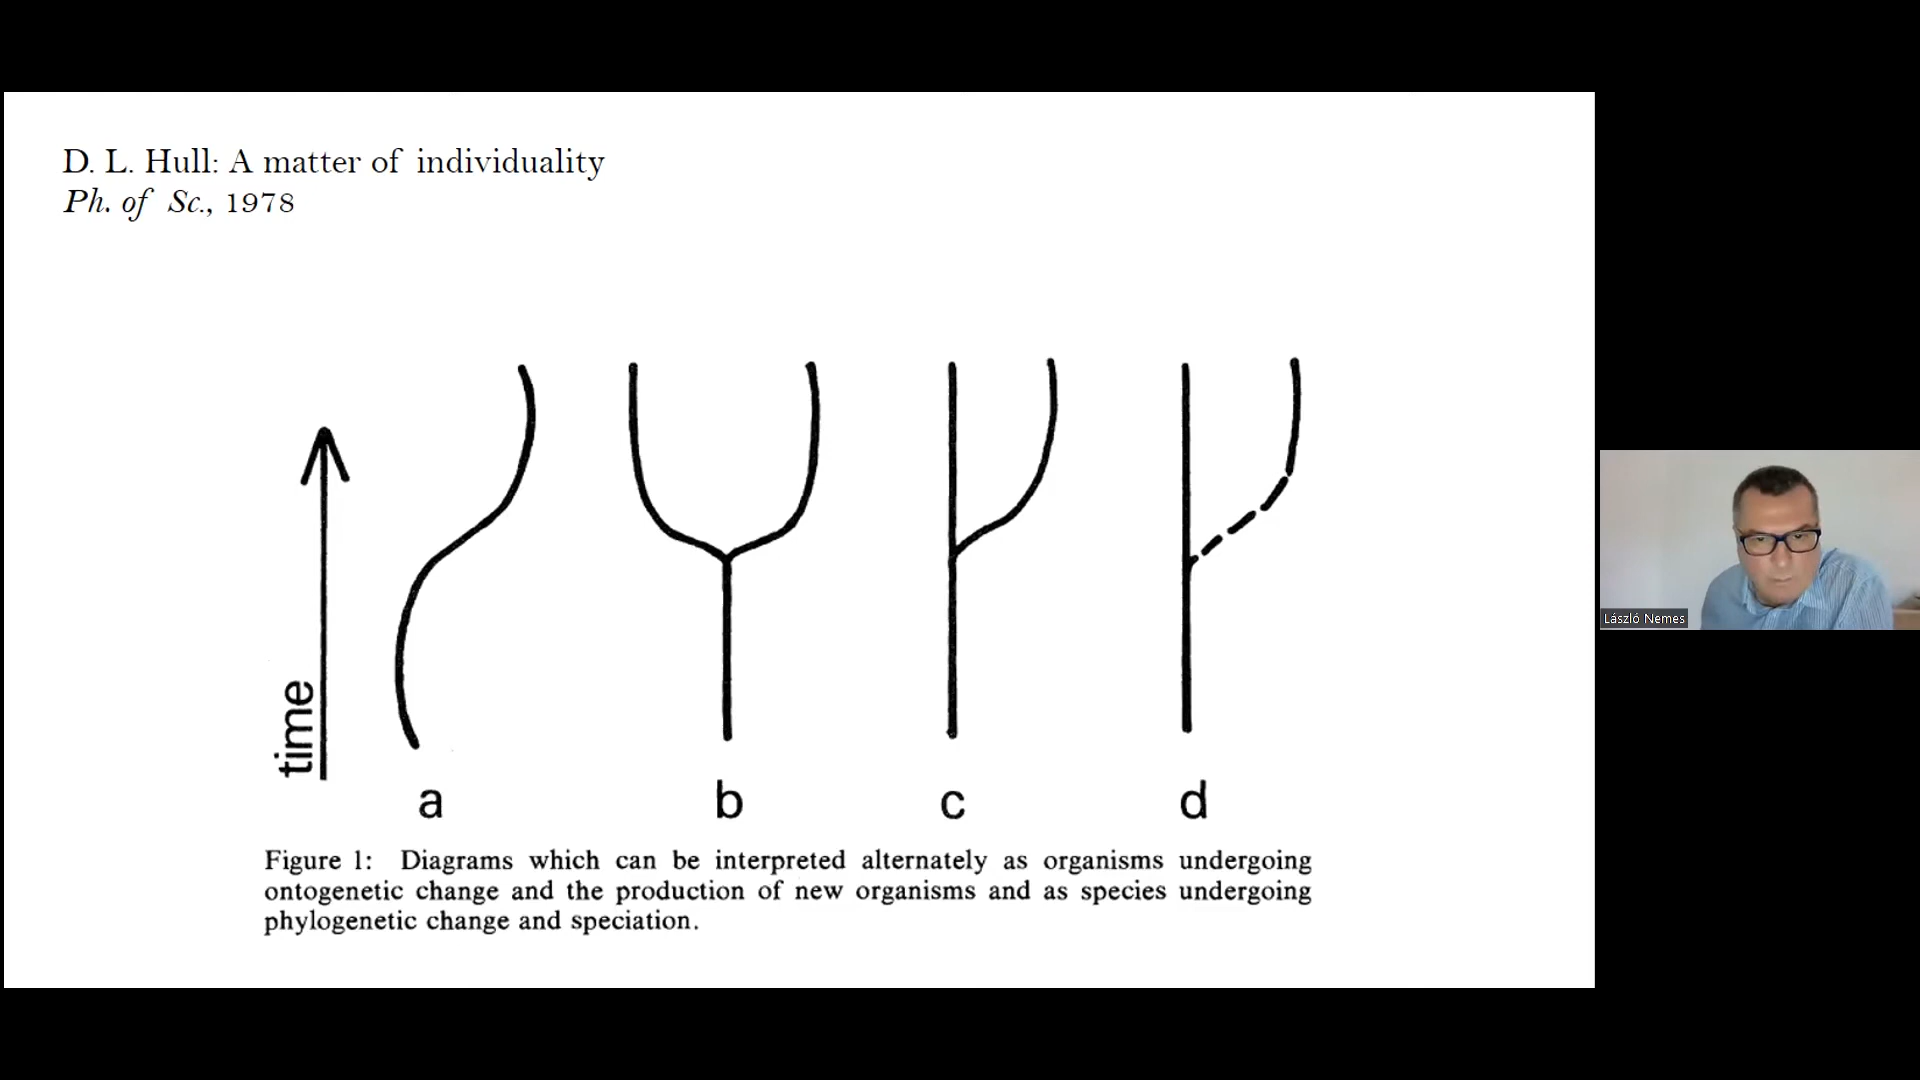 D. L. Hull: A matter of individuality
Ph. of Sc., 1978
time
a b c d
Figure 1: Diagrams which can be interpreted alternately as organisms undergoing
ontogenetic change and the production of new organisms and as species undergoing
phylogenetic change and speciation.
László Nemes